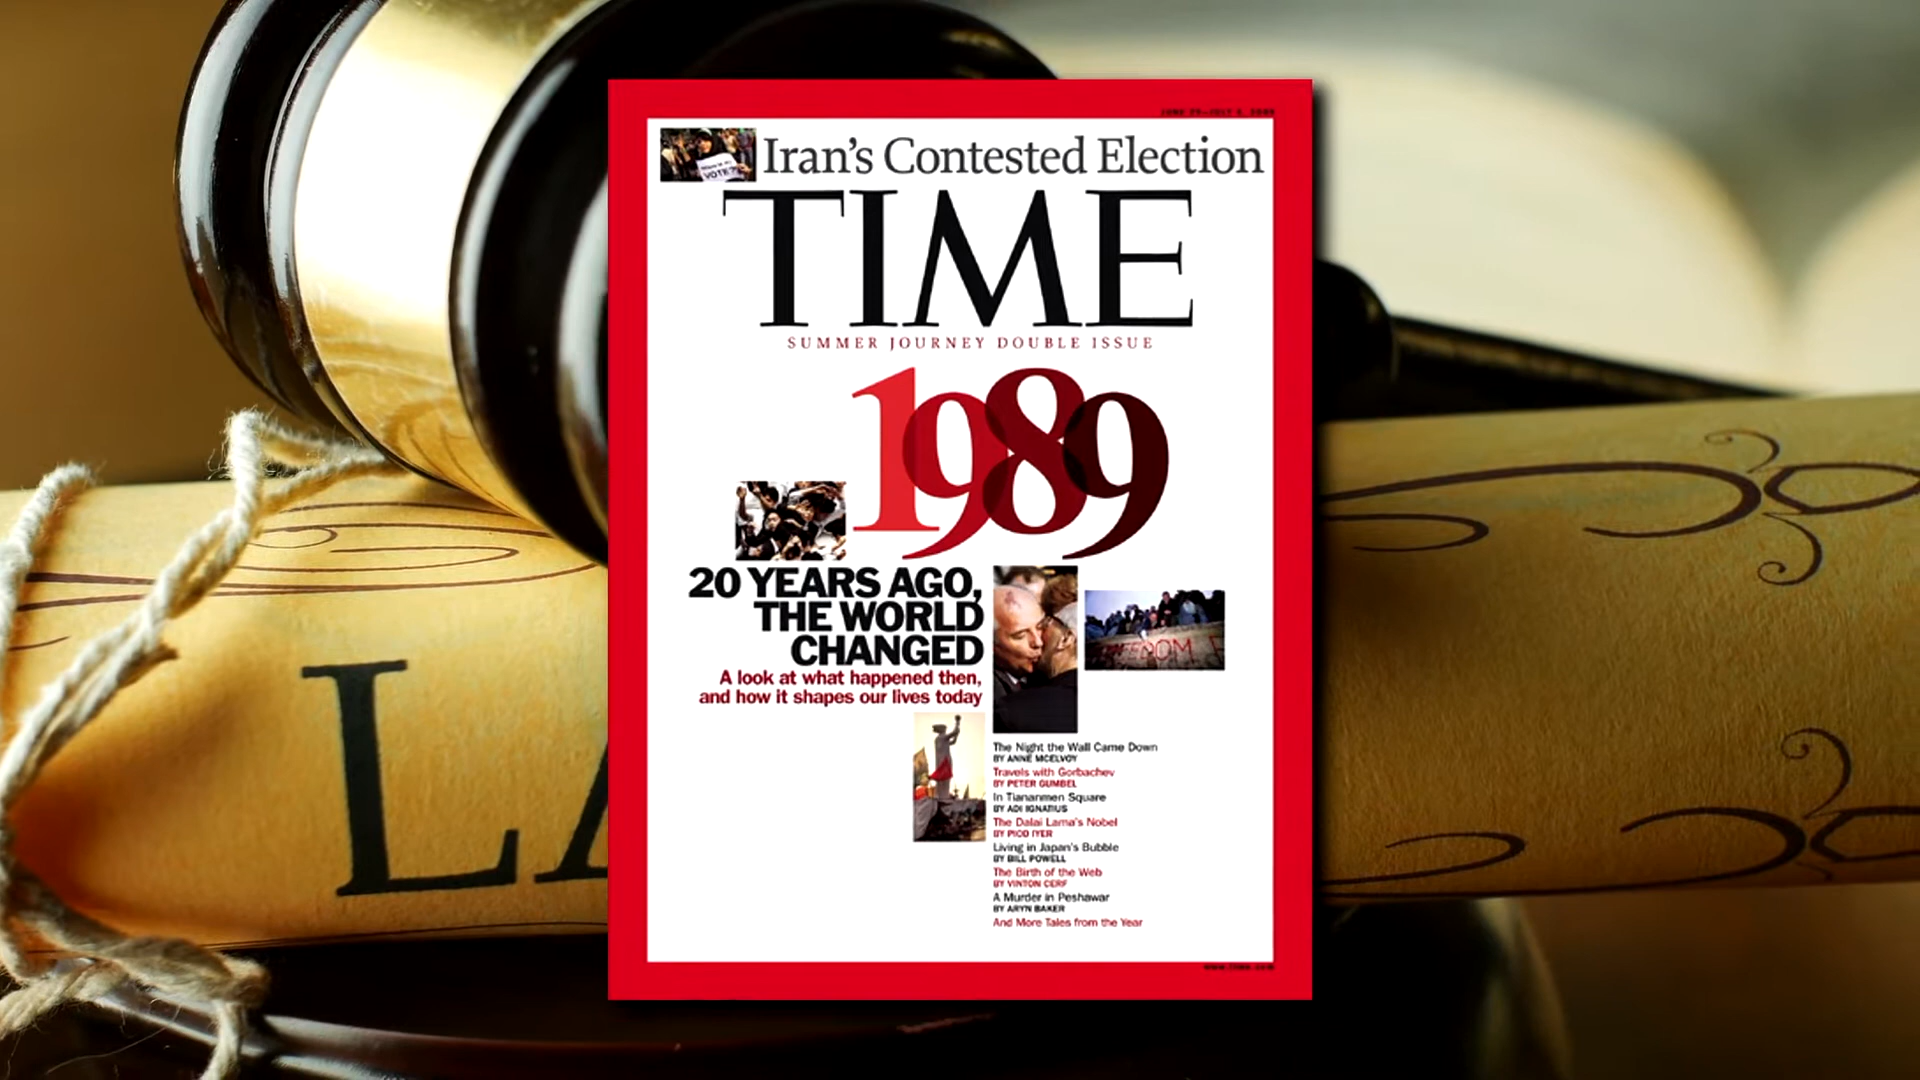 Iran's Contested Election
VOTE?
TIME
SUMMER JOURNEY DOUBLE ISSUE
1989
20 YEARS AGO,
THE WORLD
CHANGED
A look at what happened then,
and how it shapes our lives today
The Night the Wall Came Down
BY ANNE MCELVOY
Travels with Gorbachev
BY PETER GUMBEL
In Tiananmen Square
BY ADI IGNATIUS
The Dalai Lama's Nobel
BY PICO IYER
Living in Japan's Bubble
BY BILL POWELL
The Birth of the Web
BY VINTON CERF
A Murder in Peshawar
BY ARYN BAKER
And More Tales from the Year
www.time.com